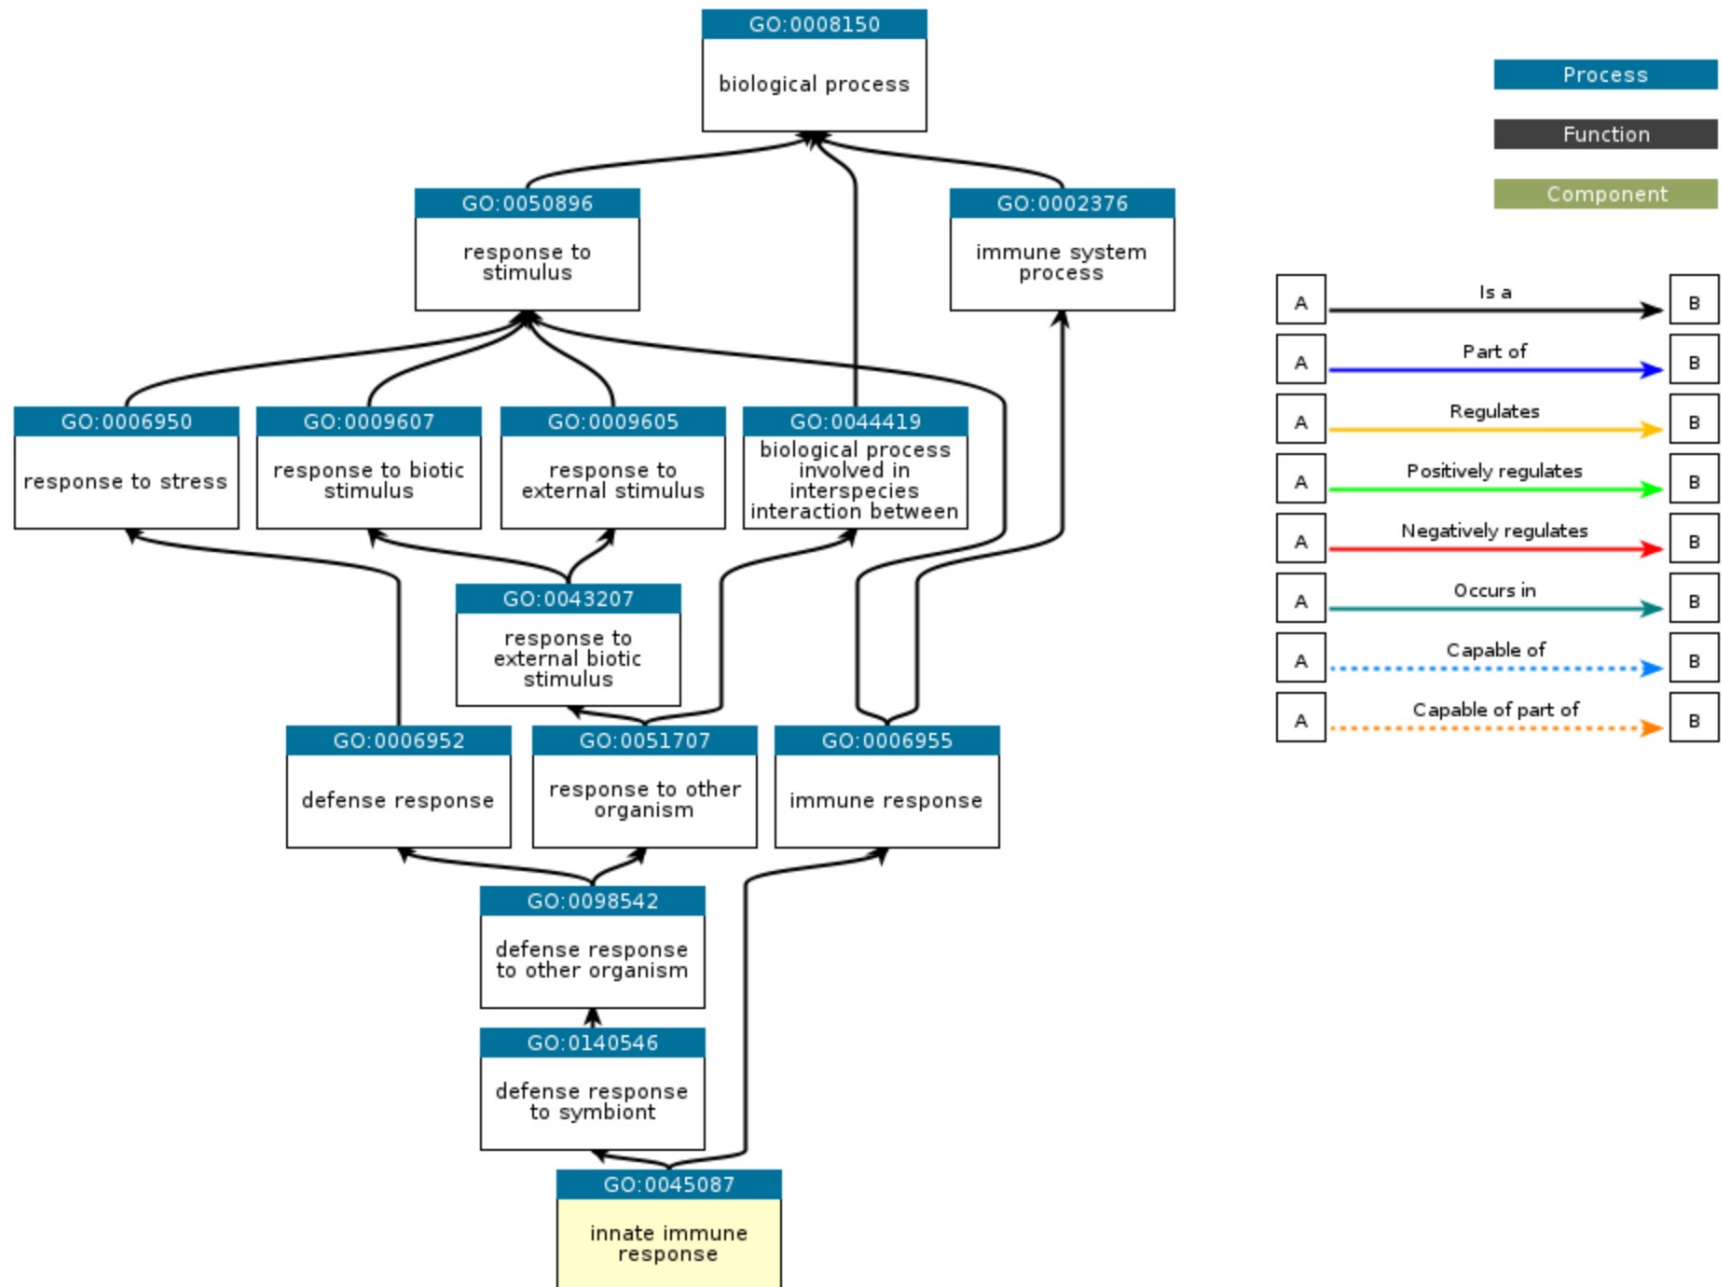 GO:0008150
biological process
Process
Function
Component
GO:0050896
response to
stimulus
GO:0002376
immune system
process
A
Is a
B
A
Part of
B
A
Regulates
B
A
Positively regulates
B
A
Negatively regulates
B
A
Occurs in
B
A
Capable of
B
A
Capable of part of
B
GO:0006950
response to stress
GO:0009607
response to biotic
stimulus
GO:0009605
response to
external stimulus
GO:0044419
biological process
involved in
interspecies
interaction between
GO:0043207
response to
external biotic
stimulus
GO:0006952
defense response
GO:0051707
response to other
organism
GO:0006955
immune response
GO:0098542
defense response
to other organism
GO:0140546
defense response
to symbiont
GO:0045087
innate immune
response